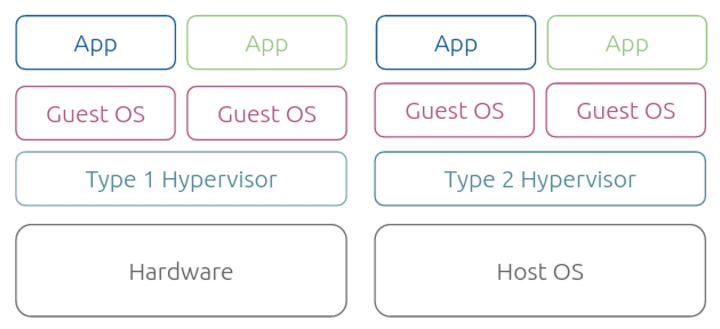 App
App
App
App
Guest OS
Guest OS
Guest OS
Guest OS
Type 1 Hypervisor
Type 2 Hypervisor
Hardware
Host OS